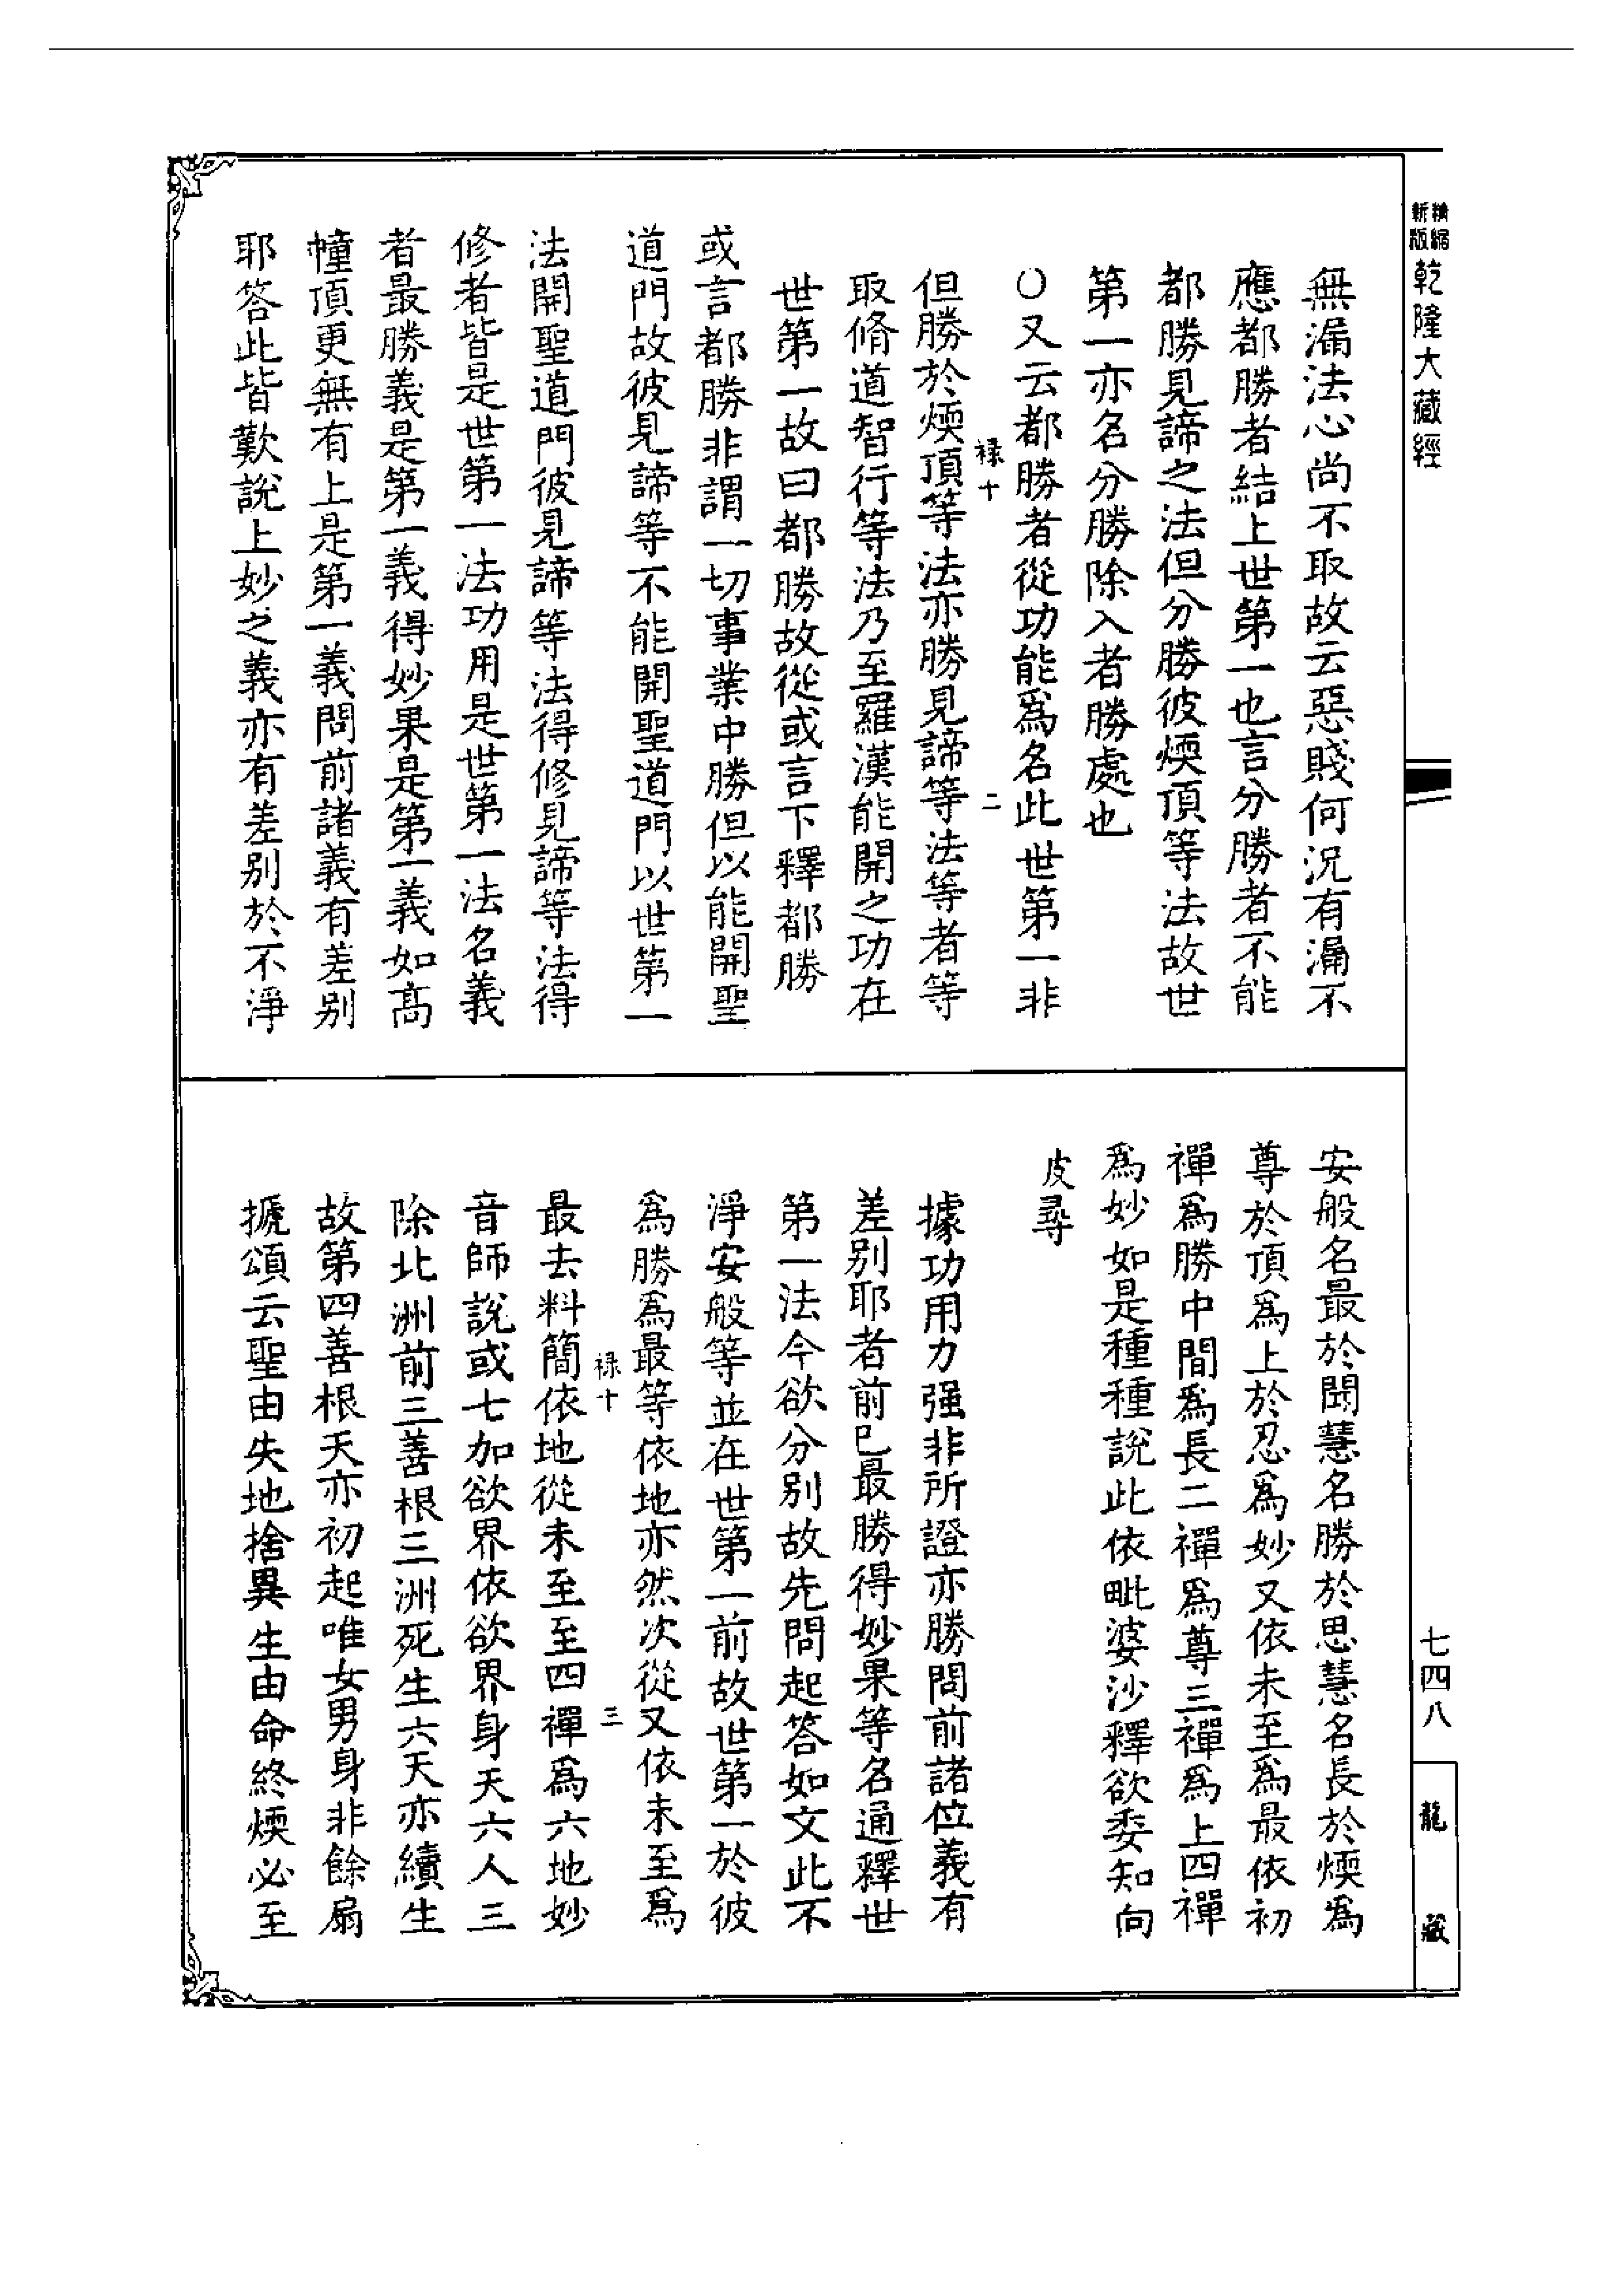 精縮
新版
乾隆大藏經
七四八
龍藏
無漏法心尚不取故云惡賤何況有漏不
應都勝者結上世第一也言分勝者不能
都勝見諦之法但分勝彼煗頂等法故世
第一亦名分勝除入者勝處也
○又云都勝者從功能爲名此世第一非
祿十
二
但勝於煗頂等法亦勝見諦等法等者等
取脩道智行等法乃至羅漢能開之功在
世第一故曰都勝故從或言下釋都勝
或言都勝非謂一切事業中勝但以能開聖
道門故彼見諦等不能開聖道門以世第一
法開聖道門彼見諦等法得修見諦等法得
修者皆是世第一法功用是世第一法名義
者最勝義是第一義得妙果是第一義如高
幢頂更無有上是第一義問前諸義有差別
耶答此皆歎說上妙之義亦有差別於不淨
安般名最於聞慧名勝於思慧名長於煗爲
尊於頂爲上於忍爲妙又依未至爲最依初
禪爲勝中間爲長二禪爲尊三禪爲上四禪
爲妙如是種種說此依毗婆沙釋欲委知向
皮尋
據功用力强非所證亦勝問前諸位義有
差別耶者前已最勝得妙果等名通釋世
第一法今欲分別故先問起答如文此不
淨安般等並在世第一前故世第一於彼
爲勝爲最等依地亦然次從又依未至爲
祿十
三
最去料簡依地從未至至四禪爲六地妙
音師說或七加欲界依欲界身天六人三
除北洲前三善根三洲死生六天亦續生
故第四善根天亦初起唯女男身非餘扇
搋頌云聖由失地捨異生由命終煗必至